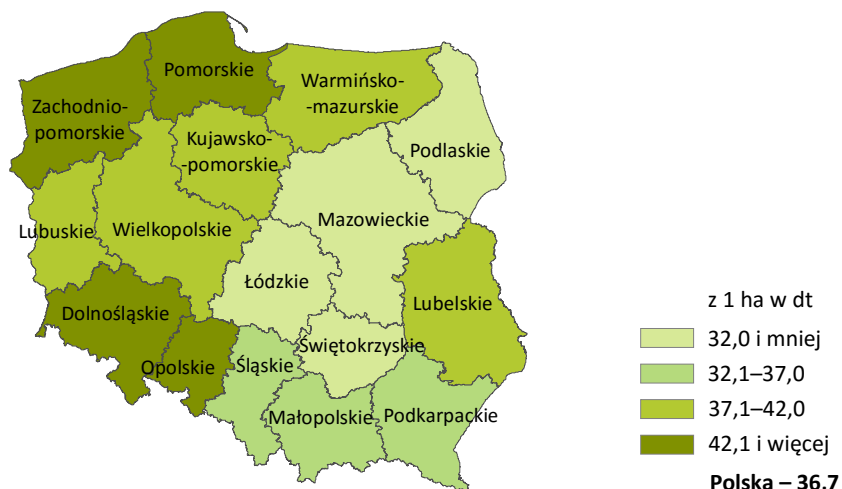 Pomorskie
Zachodnio-
pomorskie
Warmińsko-
-mazurskie
Kujawsko-
-pomorskie
Podlaskie
Mazowieckie
Lubuskie
Wielkopolskie
Łódzkie
Lubelskie
Dolnośląskie
Opolskie
Śląskie
Świętokrzyskie
Małopolskie
Podkarpackie
z 1 ha w dt
32,0 i mniej
32,1–37,0
37,1–42,0
42,1 i więcej
Polska – 36,7